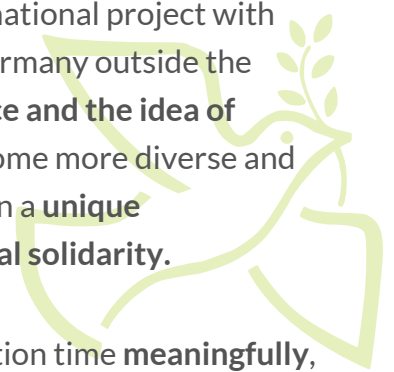 national project with
ermany outside the
ce and the idea of
ome more diverse and
n a unique
al solidarity.
tion time meaningfully,